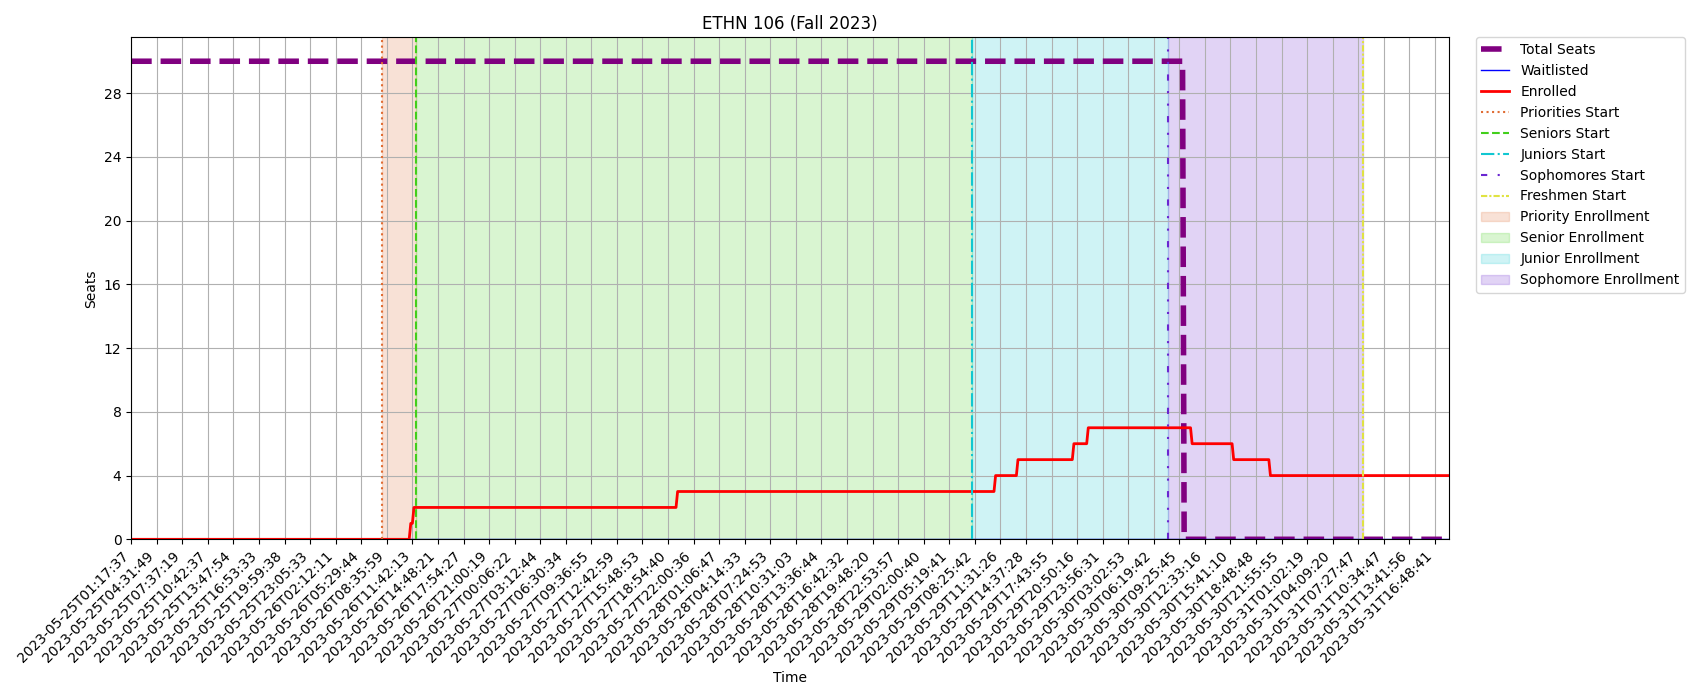 ETHN 106 (Fall 2023)
Total Seats
Waitlisted
Enrolled
Priorities Start
Seniors Start
Juniors Start
Sophomores Start
Freshmen Start
Priority Enrollment
Senior Enrollment
Junior Enrollment
Sophomore Enrollment
Seats
28
24
20
16
12
8
4
0
2023-05-25T01:17:37
2023-05-25T04:31:49
2023-05-25T07:37:19
2023-05-25T10:42:37
2023-05-25T13:47:54
2023-05-25T16:53:33
2023-05-25T19:59:38
2023-05-25T23:05:33
2023-05-26T02:12:11
2023-05-26T05:29:44
2023-05-26T08:35:59
2023-05-26T11:42:13
2023-05-26T14:48:21
2023-05-26T17:54:27
2023-05-26T21:00:19
2023-05-27T00:06:22
2023-05-27T03:12:44
2023-05-27T06:30:34
2023-05-27T09:36:55
2023-05-27T12:42:59
2023-05-27T15:48:53
2023-05-27T18:54:40
2023-05-27T22:00:36
2023-05-28T01:06:47
2023-05-28T04:14:33
2023-05-28T07:24:53
2023-05-28T10:31:03
2023-05-28T13:36:44
2023-05-28T16:42:32
2023-05-28T19:48:20
2023-05-28T22:53:57
2023-05-29T02:00:40
2023-05-29T05:19:41
2023-05-29T08:25:42
2023-05-29T11:31:26
2023-05-29T14:37:28
2023-05-29T17:43:55
2023-05-29T20:50:16
2023-05-29T23:56:31
2023-05-30T03:02:53
2023-05-30T06:19:42
2023-05-30T09:25:45
2023-05-30T12:33:16
2023-05-30T15:41:10
2023-05-30T18:48:48
2023-05-30T21:55:55
2023-05-31T01:02:19
2023-05-31T04:09:20
2023-05-31T07:27:47
2023-05-31T10:34:47
2023-05-31T13:41:56
2023-05-31T16:48:41
Time